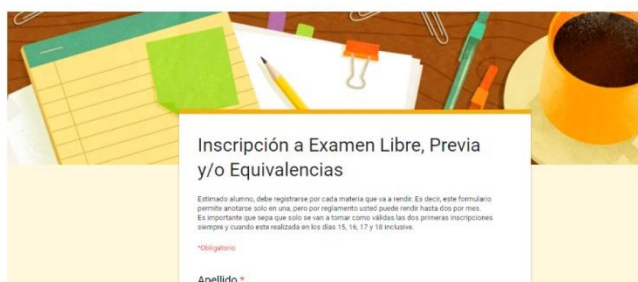 Inscripción a Examen Libre, Previa
y/o Equivalencias
Estimado alumno, debe registrarse por cada materia que va a rendir. Es decir, este formulario
permite anotarse solo en una, pero por reglamento usted puede rendir hasta dos por mes.
Es importante que sepa que solo se van a tomar como válidas las dos primeras inscripciones
siempre y cuando este realizada en los días 15, 16, 17 y 18 inclusive.
*Obligatorio
Apellido *